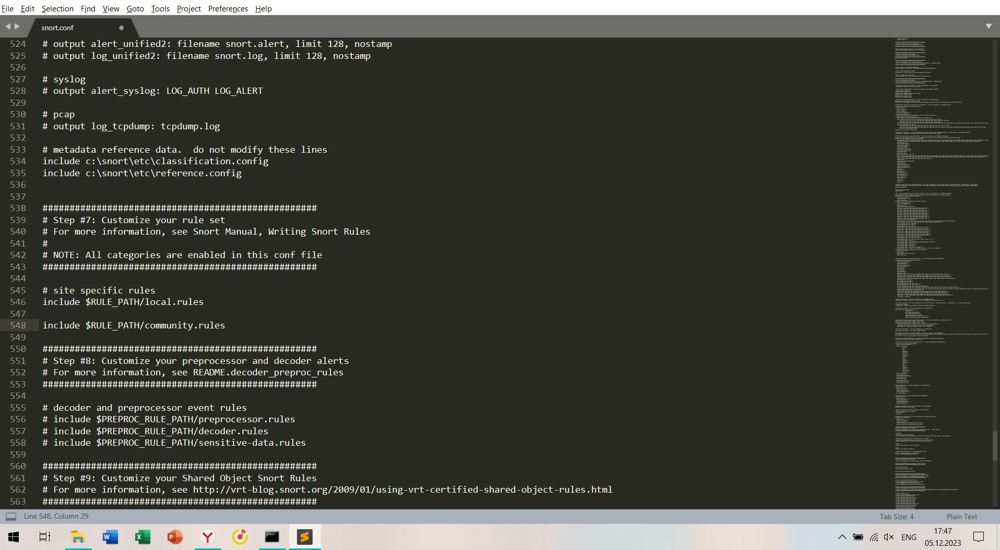 File Edit Selection Find View Goto Tools Project Preferences Help
snort.conf
524 # output alert_unified2: filename snort.alert, limit 128, nostamp
525 # output log_unified2: filename snort.log, limit 128, nostamp
526
527 # syslog
528 # output alert_syslog: LOG_AUTH LOG_ALERT
529
530 # pcap
531 # output log_tcpdump: tcpdump.log
532
533 # metadata reference data.  do not modify these lines
534 include c:\snort\etc\classification.config
535 include c:\snort\etc\reference.config
536
537
538 ###################################################
539 # Step #7: Customize your rule set
540 # For more information, see Snort Manual, Writing Snort Rules
541 #
542 # NOTE: All categories are enabled in this conf file
543 ###################################################
544
545 # site specific rules
546 include $RULE_PATH/local.rules
547
548 include $RULE_PATH/community.rules
549
550 ###################################################
551 # Step #8: Customize your preprocessor and decoder alerts
552 # For more information, see README.decoder_preproc_rules
553 ###################################################
554
555 # decoder and preprocessor event rules
556 # include $PREPROC_RULE_PATH/preprocessor.rules
557 # include $PREPROC_RULE_PATH/decoder.rules
558 # include $PREPROC_RULE_PATH/sensitive-data.rules
559
560 ###################################################
561 # Step #9: Customize your Shared Object Snort Rules
562 # For more information, see http://vrt-blog.snort.org/2009/01/using-vrt-certified-shared-object-rules.html
563 ###################################################
Line 548, Column 29 Tab Size: 4 Plain Text
ENG 17:47
05.12.2023